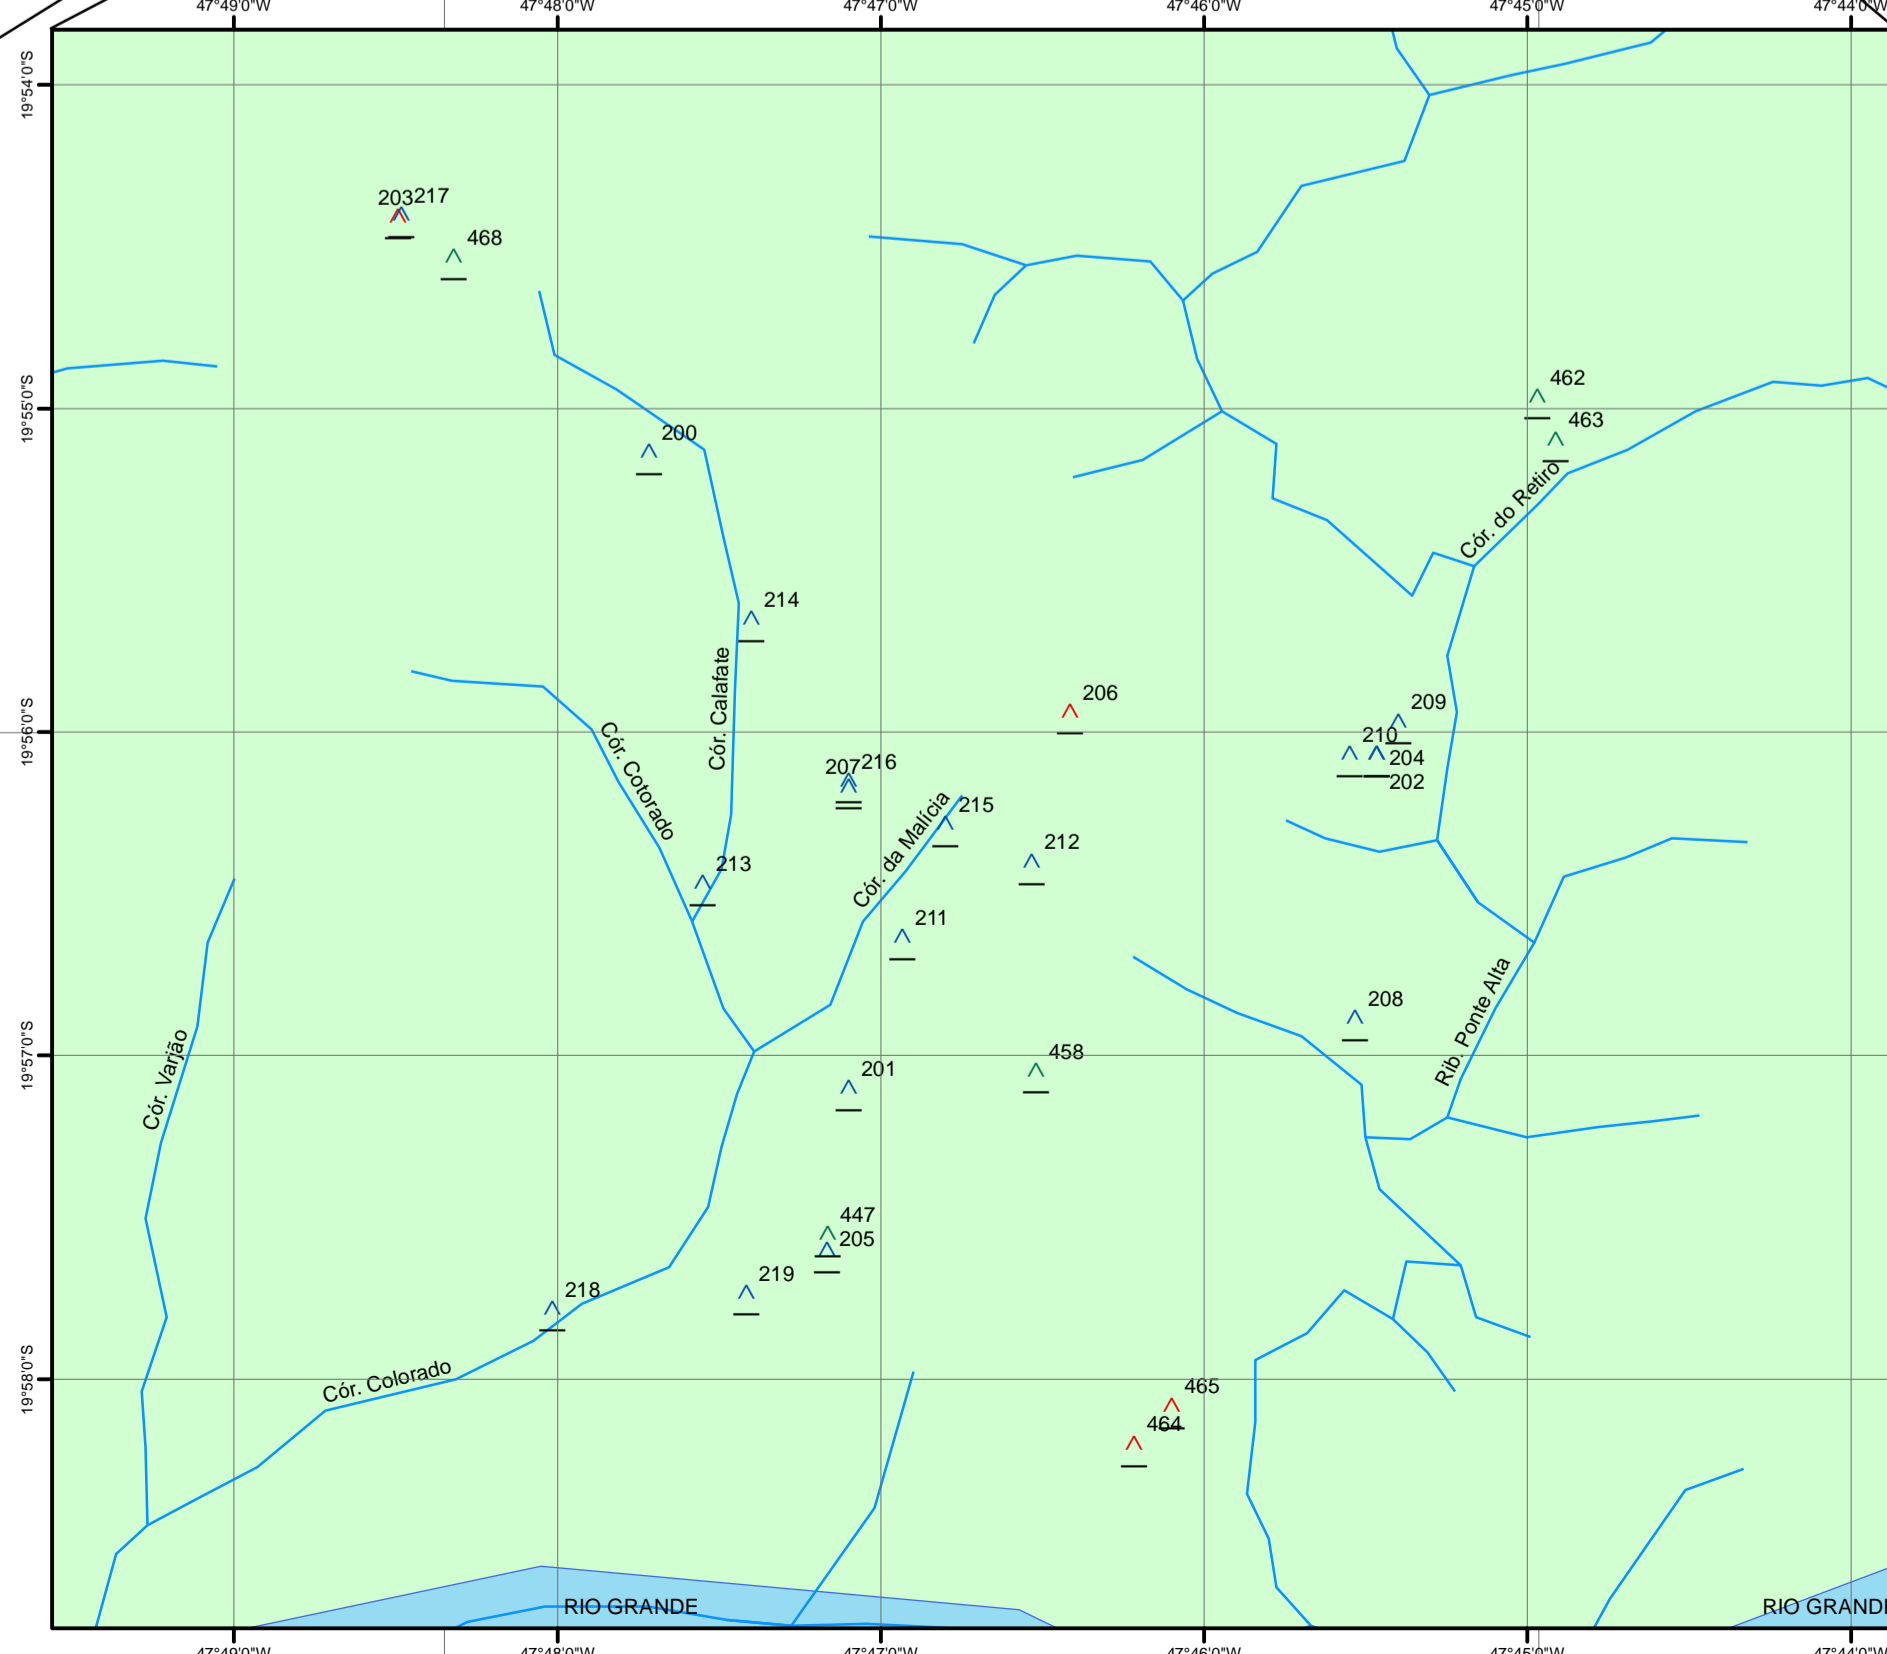 47°49'0"W
47°48'0"W
47°47'0"W
47°46'0"W
47°45'0"W
47°44'0"W
19°54'0"S
203
217
468
462
19°55'0"S
463
200
Cór. do Retiro
214
Cór. Calafate
206
209
19°56'0"S
Cór. Cotorado
210
204
202
207
216
215
Cór. da Malícia
212
213
211
208
Rib. Ponte Alta
Cór. Varjão
19°57'0"S
458
201
447
205
219
218
Cór. Colorado
19°58'0"S
465
464
RIO GRANDE
RIO GRANDE
47°49'0"W
47°48'0"W
47°47'0"W
47°46'0"W
47°45'0"W
47°44'0"W